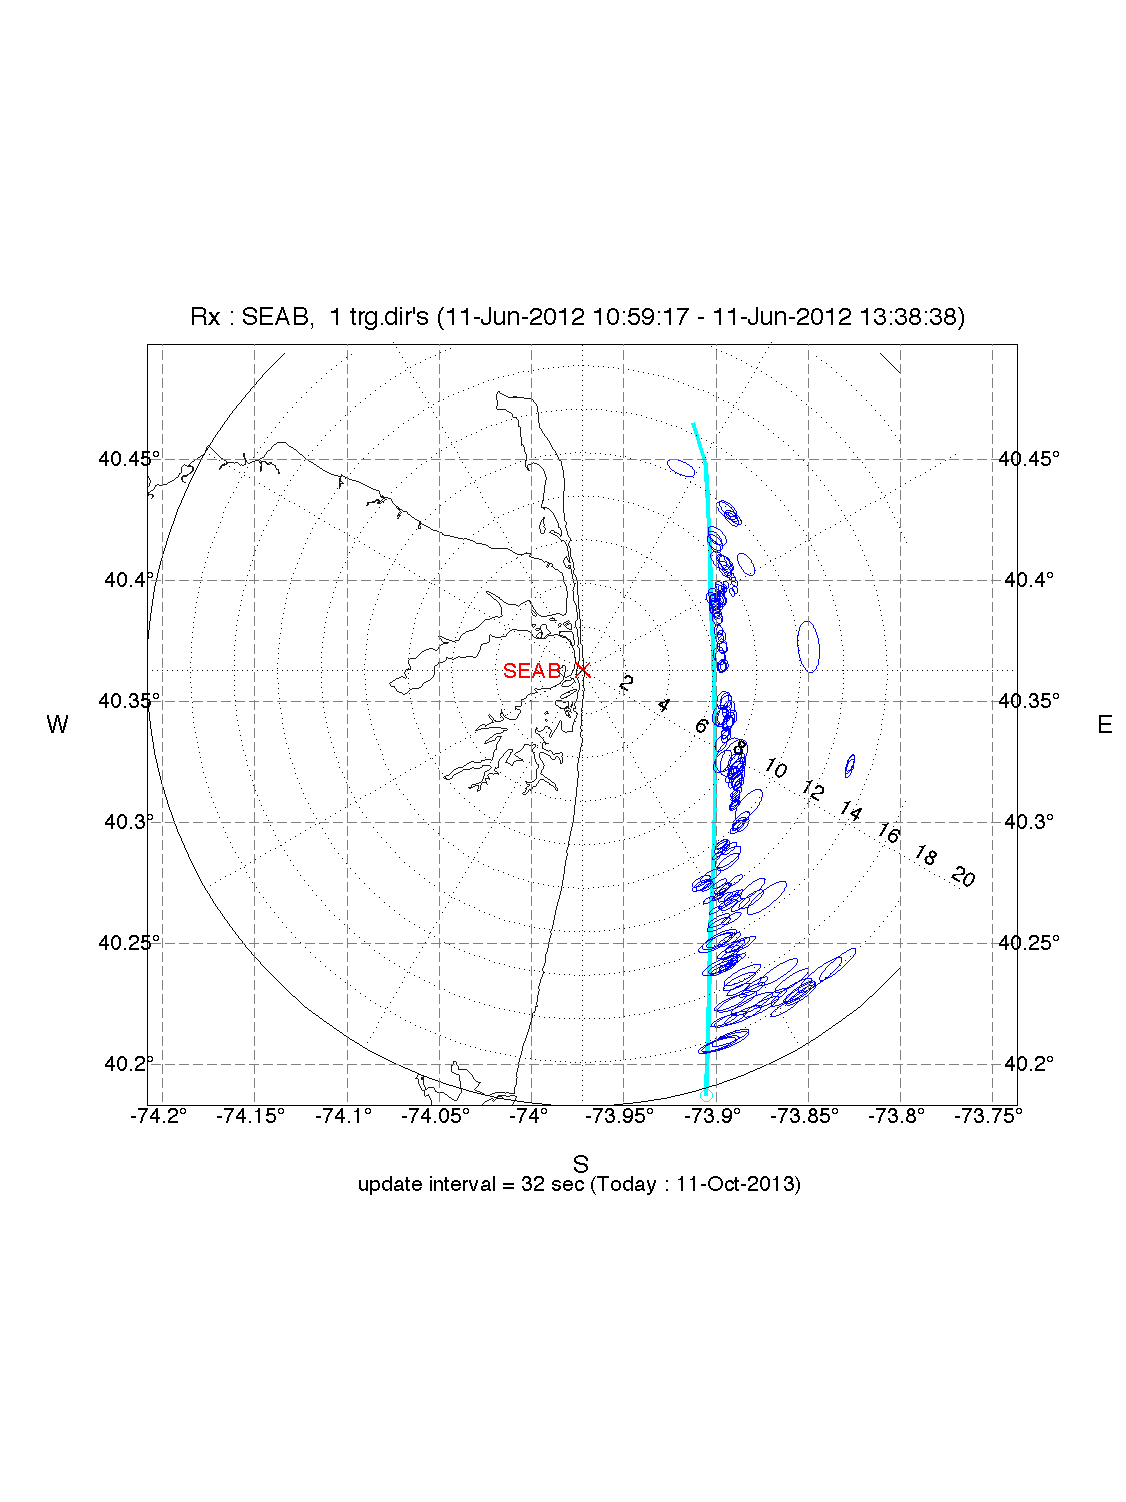 Rx : SEAB,  1 trg.dir's (11-Jun-2012 10:59:17 - 11-Jun-2012 13:38:38)
40.45° 40.45°
40.4° 40.4°
SEAB
2
40.35° 4 40.35°
W 6 E
8
10
12
40.3° 14 40.3°
16
18
20
40.25° 40.25°
40.2° 40.2°
-74.2° -74.15° -74.1° -74.05° -74° -73.95° -73.9° -73.85° -73.8° -73.75°
S
update interval = 32 sec (Today : 11-Oct-2013)